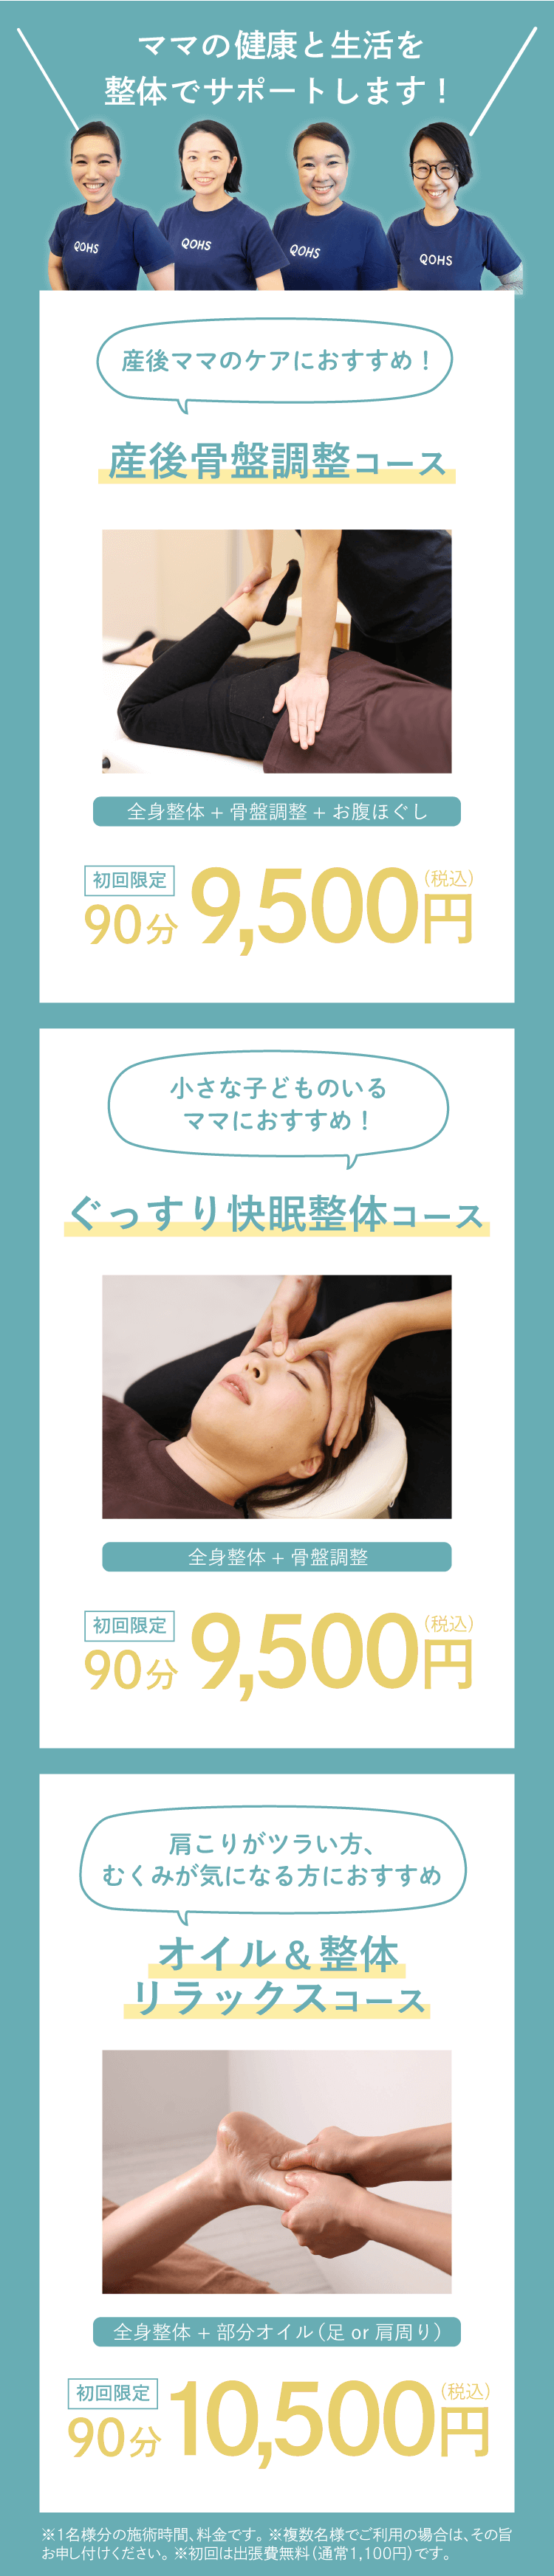 ママの健康と生活を
整体でサポートします！
QOHS
QOHS
QOHS
QOHS
産後ママのケアにおすすめ！
産後骨盤調整コース
全身整体 + 骨盤調整 + お腹ほぐし
初回限定
90分 9,500円 (税込)
小さな子どものいる
ママにおすすめ！
ぐっすり快眠整体コース
全身整体 + 骨盤調整
初回限定
90分 9,500円 (税込)
肩こりがツラい方、
むくみが気になる方におすすめ
オイル＆整体
リラックスコース
全身整体 + 部分オイル（足 or 肩周り）
初回限定
90分 10,500円 (税込)
※1名様分の施術時間、料金です。※複数名様でご利用の場合は、その旨
お申し付けください。※初回は出張費無料（通常1,100円）です。